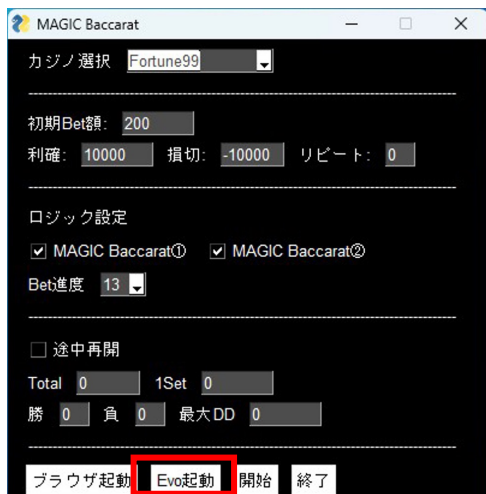 MAGIC Baccarat
カジノ選択 Fortune99
初期Bet額: 200
利確: 10000 損切: -10000 リピート: 0
ロジック設定
MAGIC Baccarat① MAGIC Baccarat②
Bet進度 13
途中再開
Total 0 1Set 0
勝 0 負 0 最大DD 0
ブラウザ起動 Evo起動 開始 終了